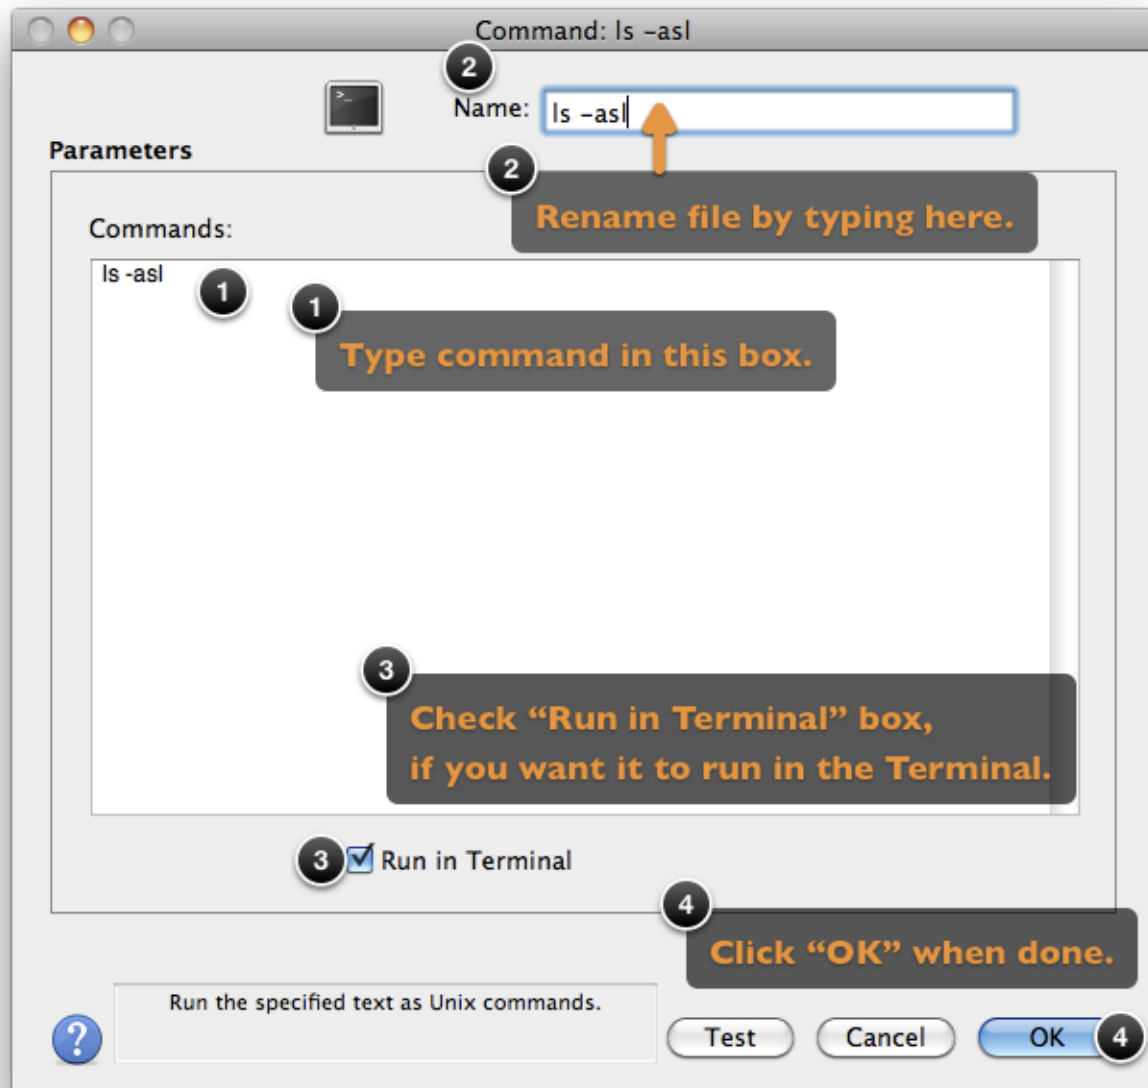 Command: ls -asl
2
Name: ls -asl
Parameters
2
Rename file by typing here.
Commands:
ls -asl
1
1
Type command in this box.
3
Check “Run in Terminal” box,
if you want it to run in the Terminal.
3 Run in Terminal
4
Click “OK” when done.
Run the specified text as Unix commands.
? Test Cancel OK 4